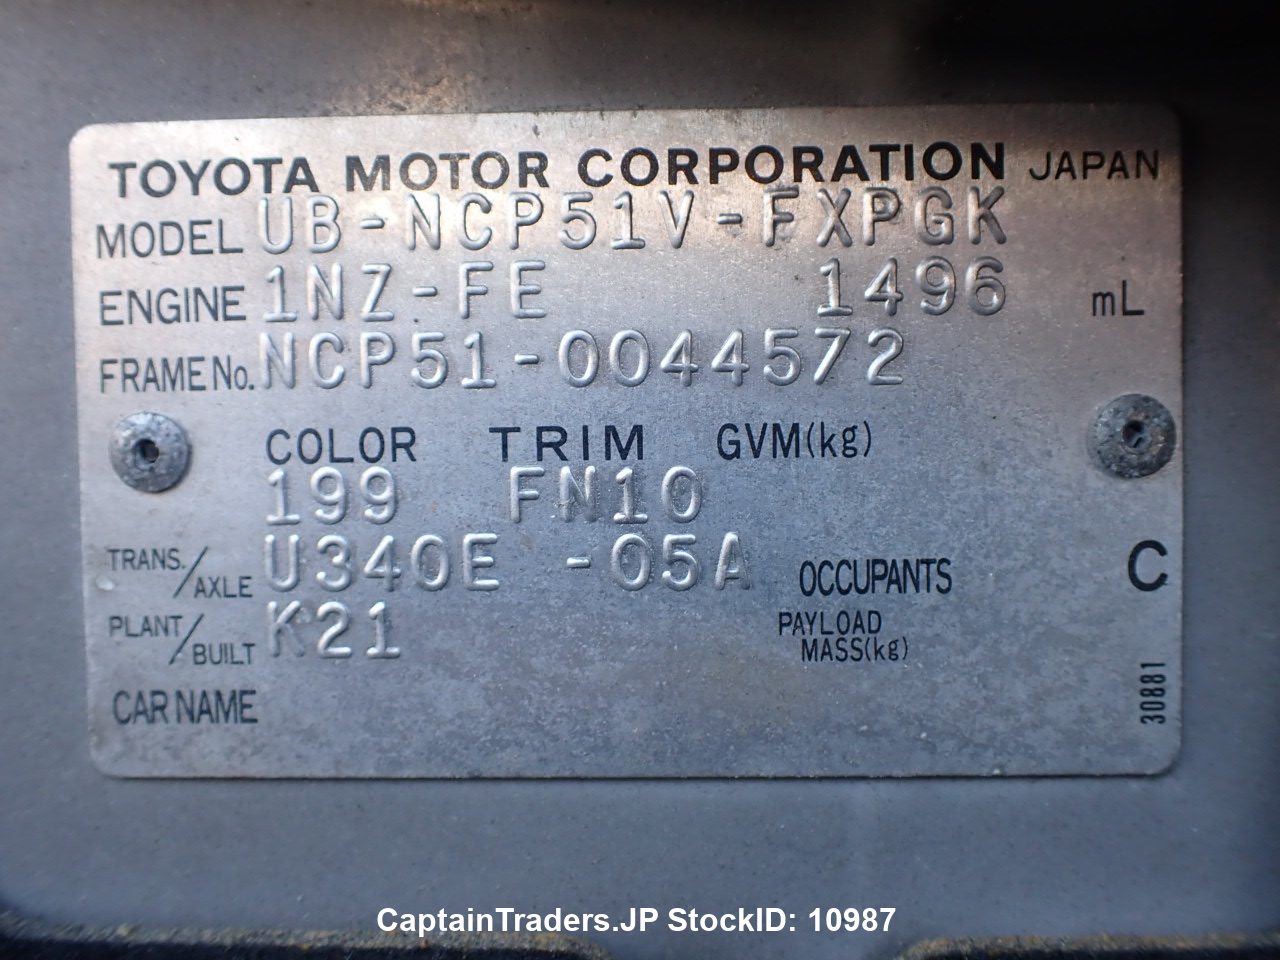 TOYOTA MOTOR CORPORATION JAPAN
MODEL UB-NCP51V-FXPGK
ENGINE 1NZ-FE 1496 mL
FRAME No. NCP51-0044572
COLOR TRIM GVM(kg)
199 FN10
TRANS./AXLE U340E -05A OCCUPANTS C
PLANT/BUILT K21 PAYLOAD MASS(kg)
CAR NAME
30881
CaptainTraders.JP StockID: 10987